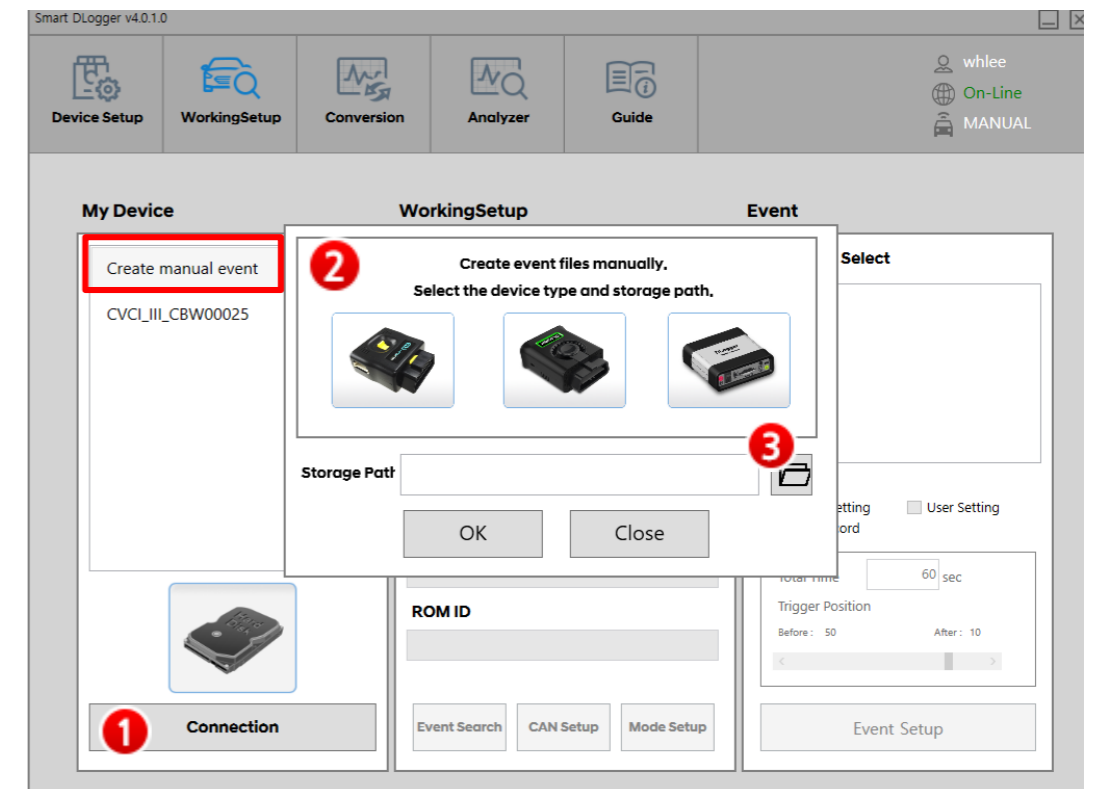 Smart DLogger v4.0.1.0
Device Setup
WorkingSetup
Conversion
Analyzer
Guide
whlee
On-Line
MANUAL
My Device
WorkingSetup
Event
Create manual event
CVCI_III_CBW00025
2
Create event files manually,
Select the device type and storage path,
Select
3
Storage Path
OK
Close
etting
ord
User Setting
Total Time
60 sec
Trigger Position
Before : 50
After : 10
ROM ID
1
Connection
Event Search
CAN Setup
Mode Setup
Event Setup